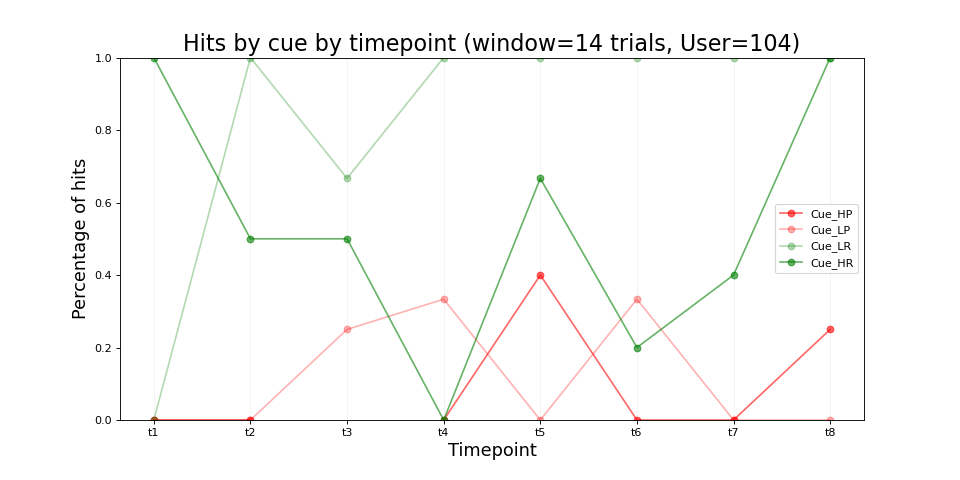 Hits by cue by timepoint (window=14 trials, User=104)
Percentage of hits
1.0
0.8
0.6
0.4
0.2
0.0
Cue_HP
Cue_LP
Cue_LR
Cue_HR
t1 t2 t3 t4 t5 t6 t7 t8
Timepoint